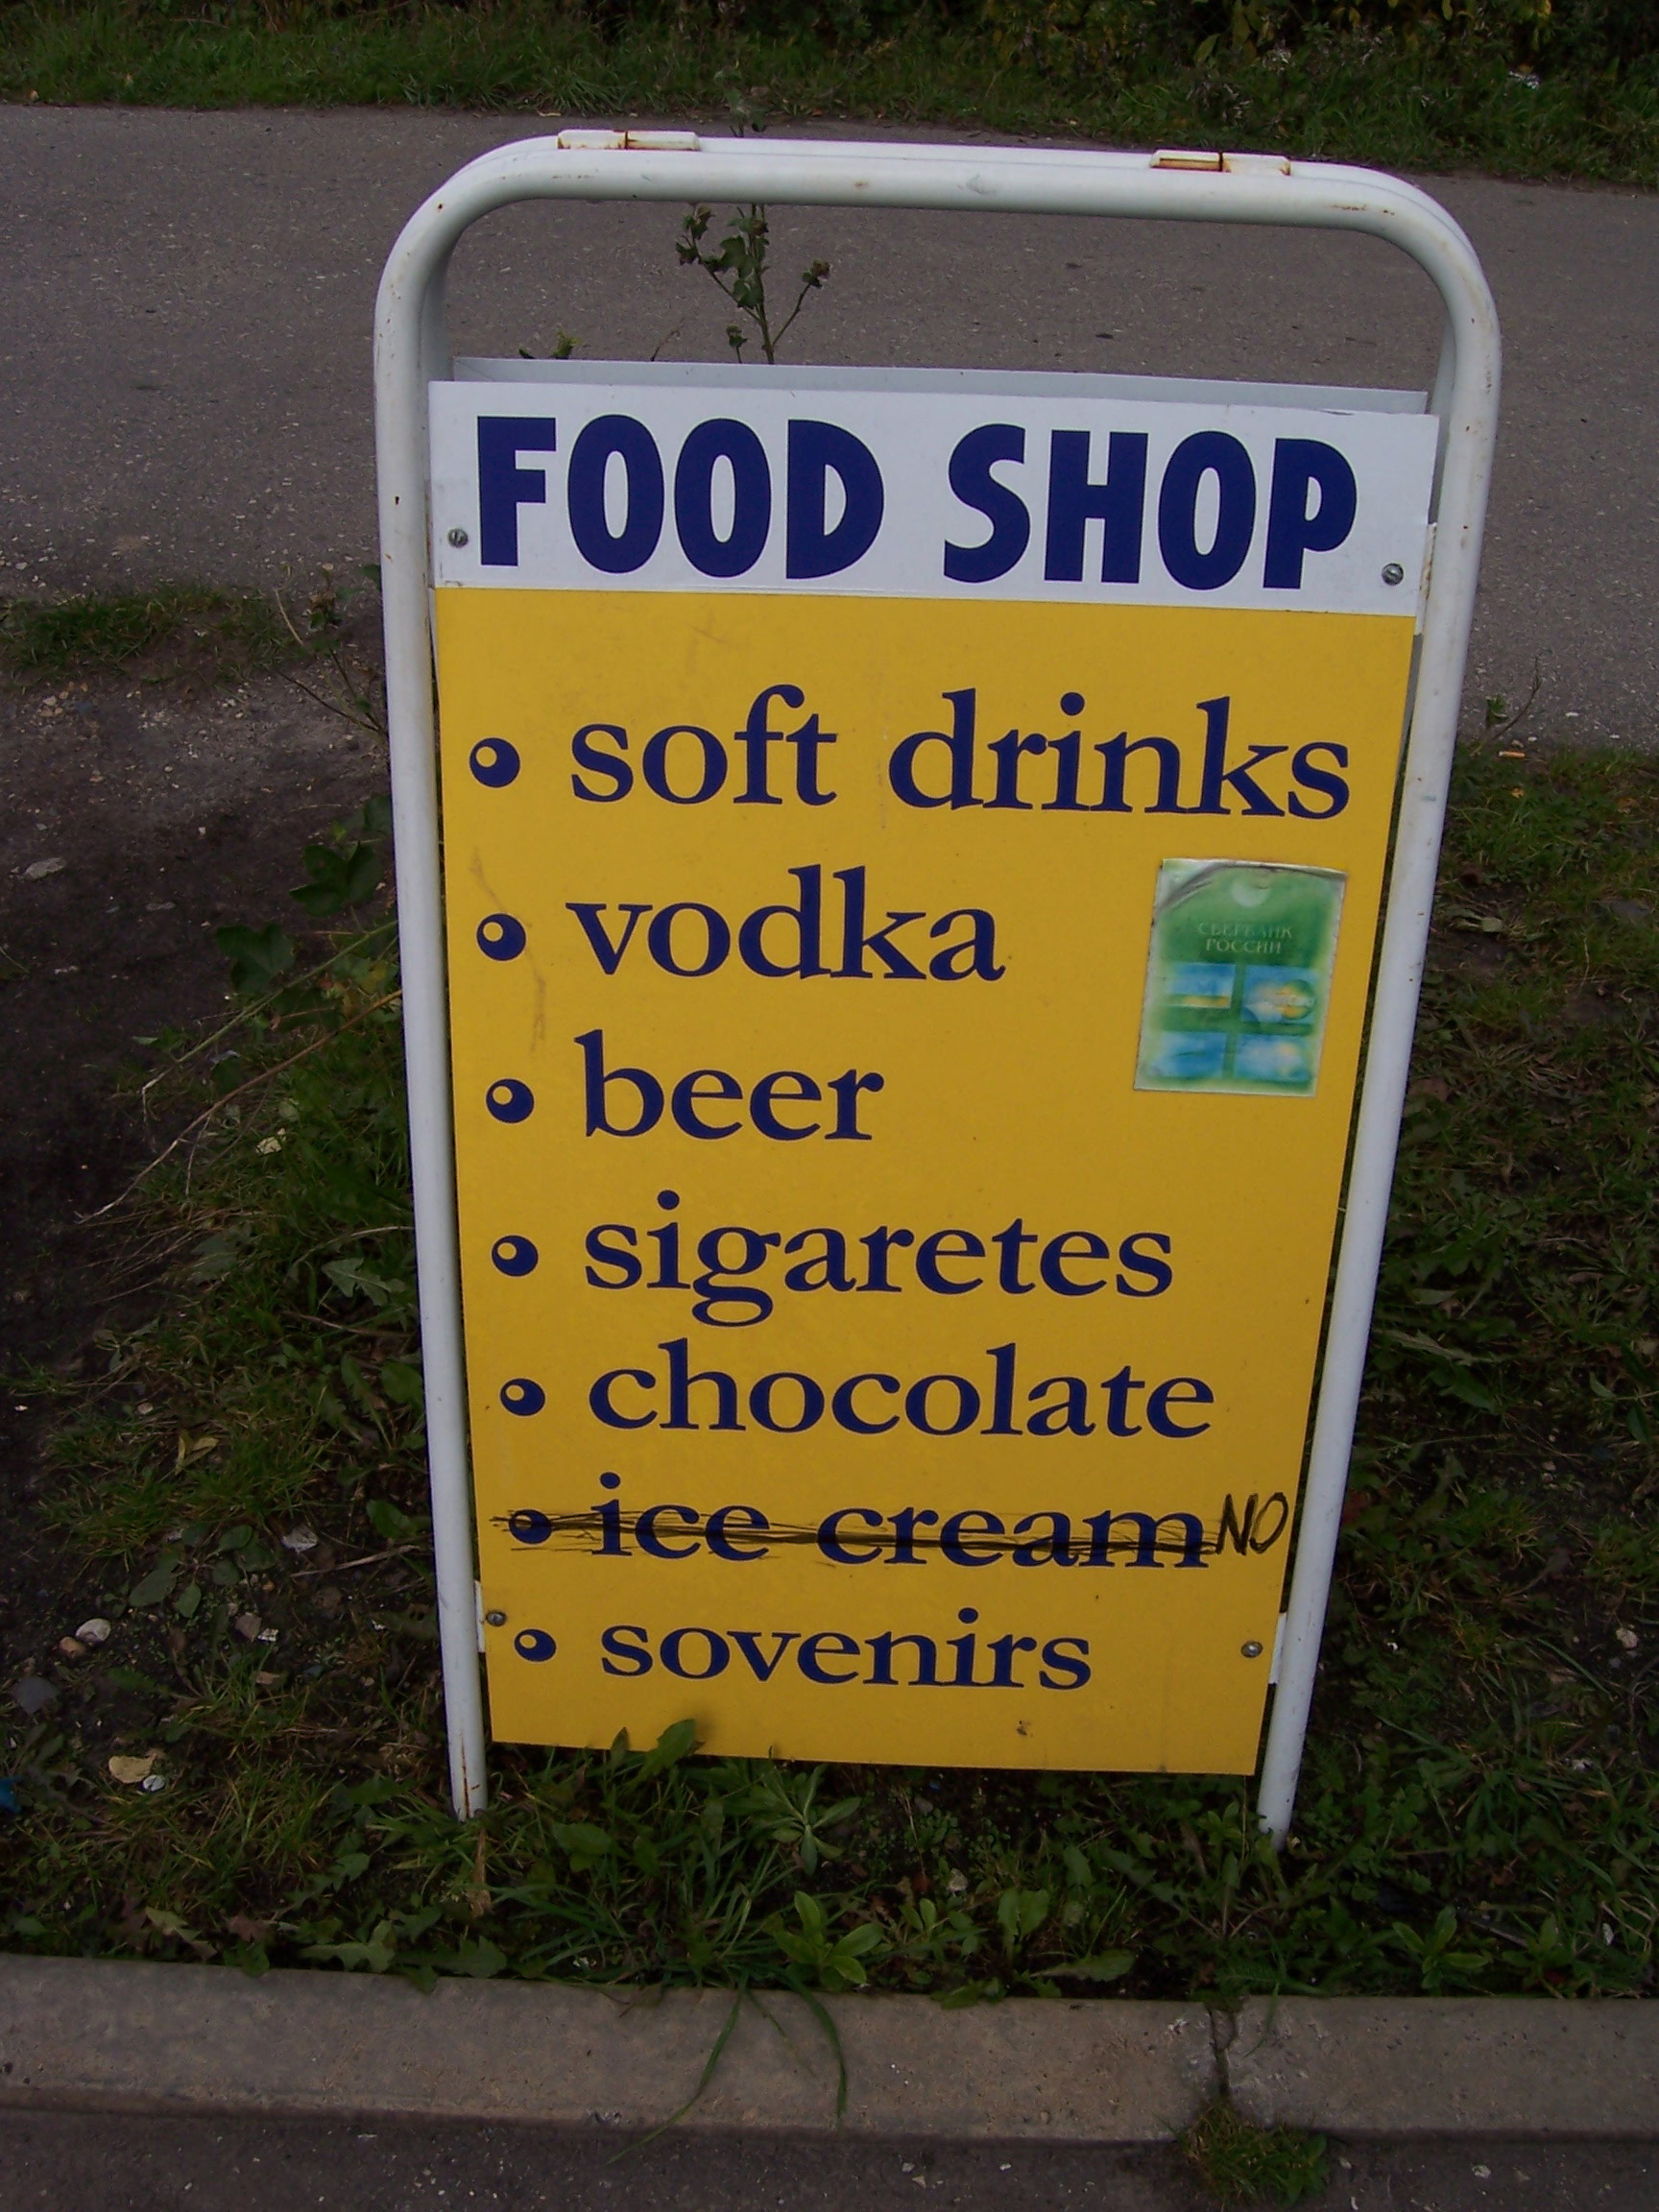 FOOD SHOP
• soft drinks
• vodka
СБЕРБАНК
РОССИИ
• beer
• sigaretes
• chocolate
• ice cream NO
• sovenirs